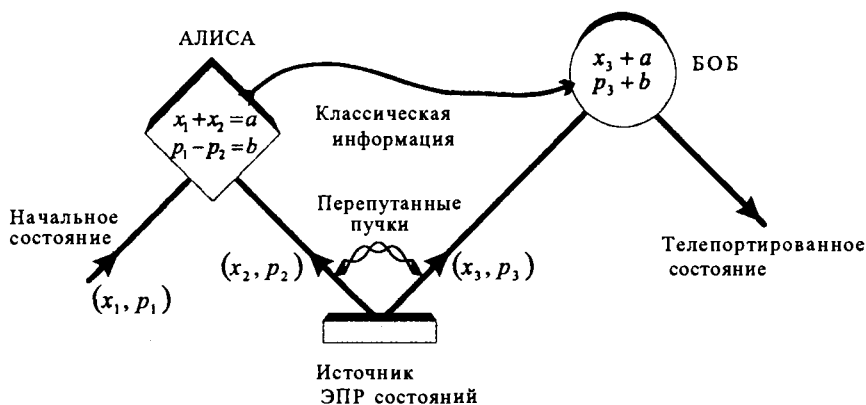 АЛИСА
x₁ + x₂ = a
p₁ − p₂ = b
x₃ + a
p₃ + b
БОБ
Классическая
информация
Начальное
состояние
Перепутанные
пучки
(x₁, p₁)
(x₂, p₂)
(x₃, p₃)
Телепортированное
состояние
Источник
ЭПР состояний